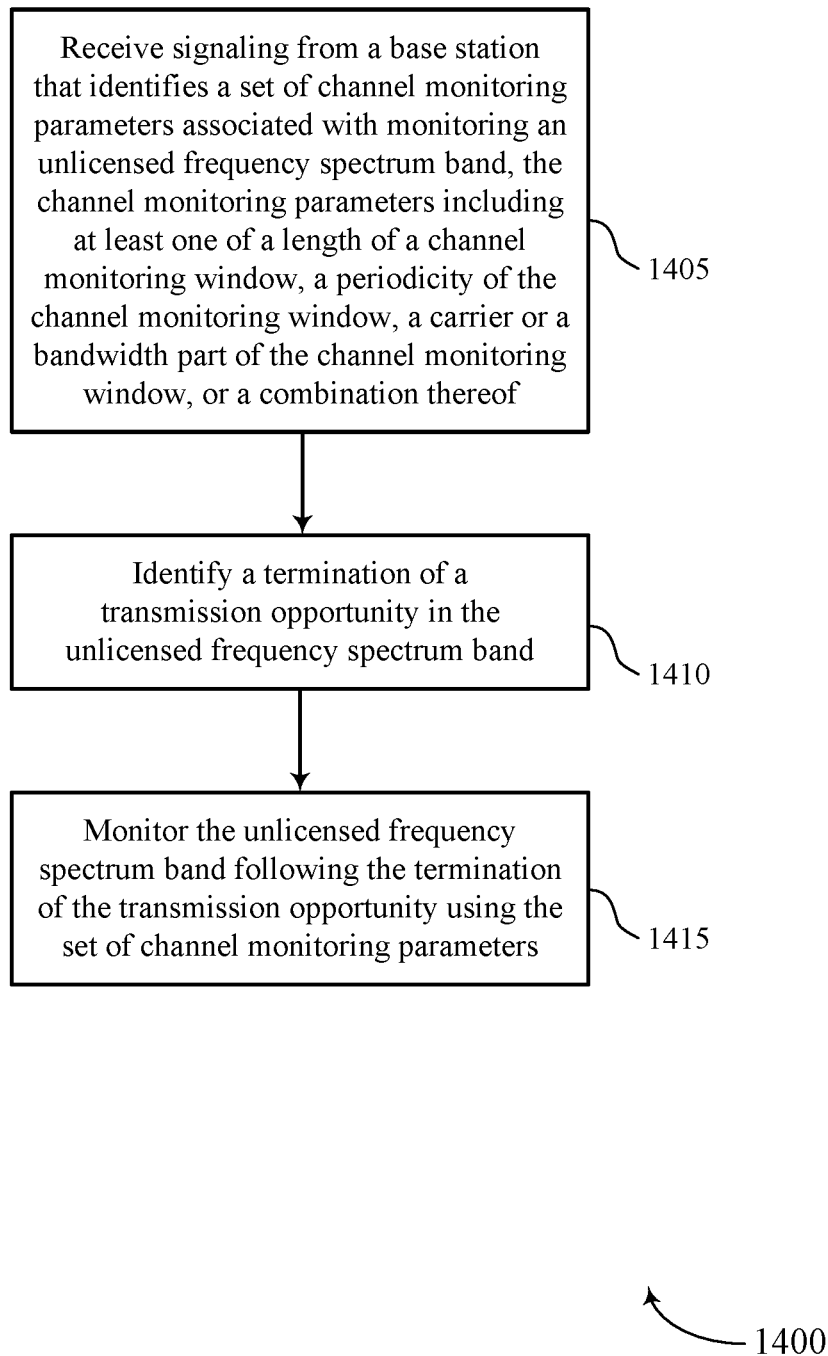 Receive signaling from a base station
that identifies a set of channel monitoring
parameters associated with monitoring an
unlicensed frequency spectrum band, the
channel monitoring parameters including
at least one of a length of a channel
monitoring window, a periodicity of the
channel monitoring window, a carrier or a
bandwidth part of the channel monitoring
window, or a combination thereof
1405
Identify a termination of a
transmission opportunity in the
unlicensed frequency spectrum band
1410
Monitor the unlicensed frequency
spectrum band following the termination
of the transmission opportunity using the
set of channel monitoring parameters
1415
1400